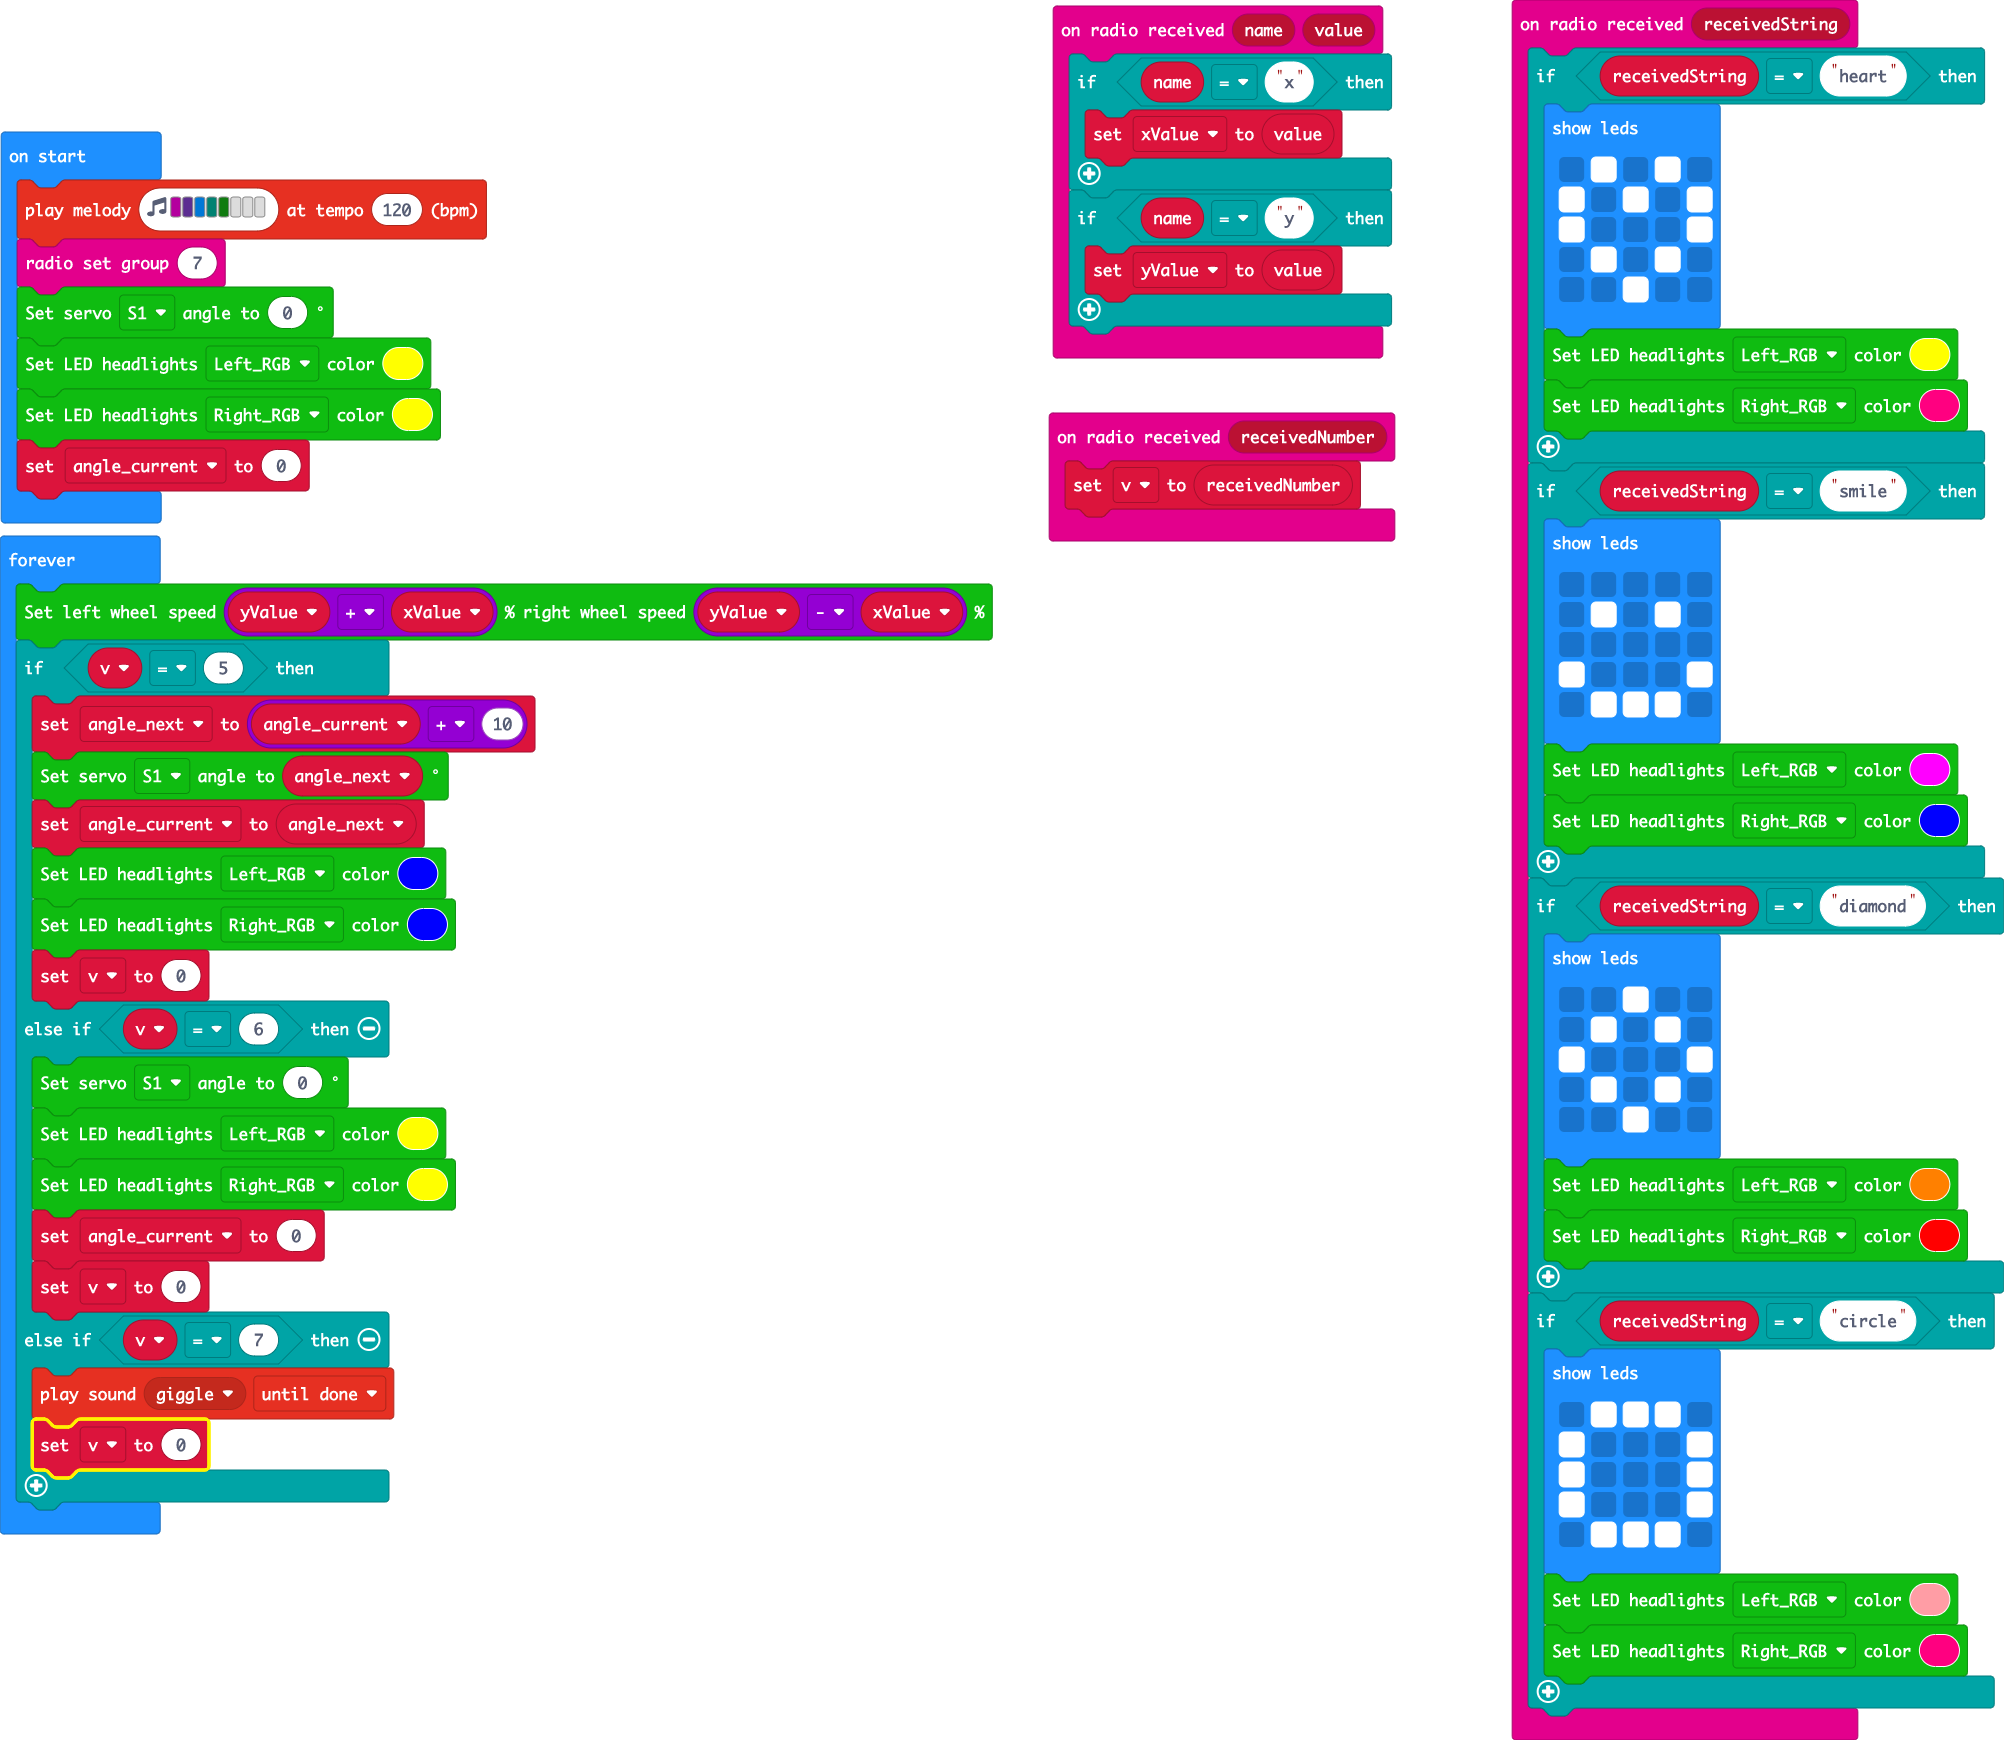 on start
play melody at tempo 120 (bpm)
radio set group 7
Set servo S1 angle to 0 °
Set LED headlights Left_RGB color
Set LED headlights Right_RGB color
set angle_current to 0
forever
Set left wheel speed yValue + xValue % right wheel speed yValue - xValue %
if v = 5 then
set angle_next to angle_current + 10
Set servo S1 angle to angle_next °
set angle_current to angle_next
Set LED headlights Left_RGB color
Set LED headlights Right_RGB color
set v to 0
else if v = 6 then
Set servo S1 angle to 0 °
Set LED headlights Left_RGB color
Set LED headlights Right_RGB color
set angle_current to 0
set v to 0
else if v = 7 then
play sound giggle until done
set v to 0
on radio received name value
if name = "x" then
set xValue to value
if name = "y" then
set yValue to value
on radio received receivedNumber
set v to receivedNumber
on radio received receivedString
if receivedString = "heart" then
show leds
Set LED headlights Left_RGB color
Set LED headlights Right_RGB color
if receivedString = "smile" then
show leds
Set LED headlights Left_RGB color
Set LED headlights Right_RGB color
if receivedString = "diamond" then
show leds
Set LED headlights Left_RGB color
Set LED headlights Right_RGB color
if receivedString = "circle" then
show leds
Set LED headlights Left_RGB color
Set LED headlights Right_RGB color